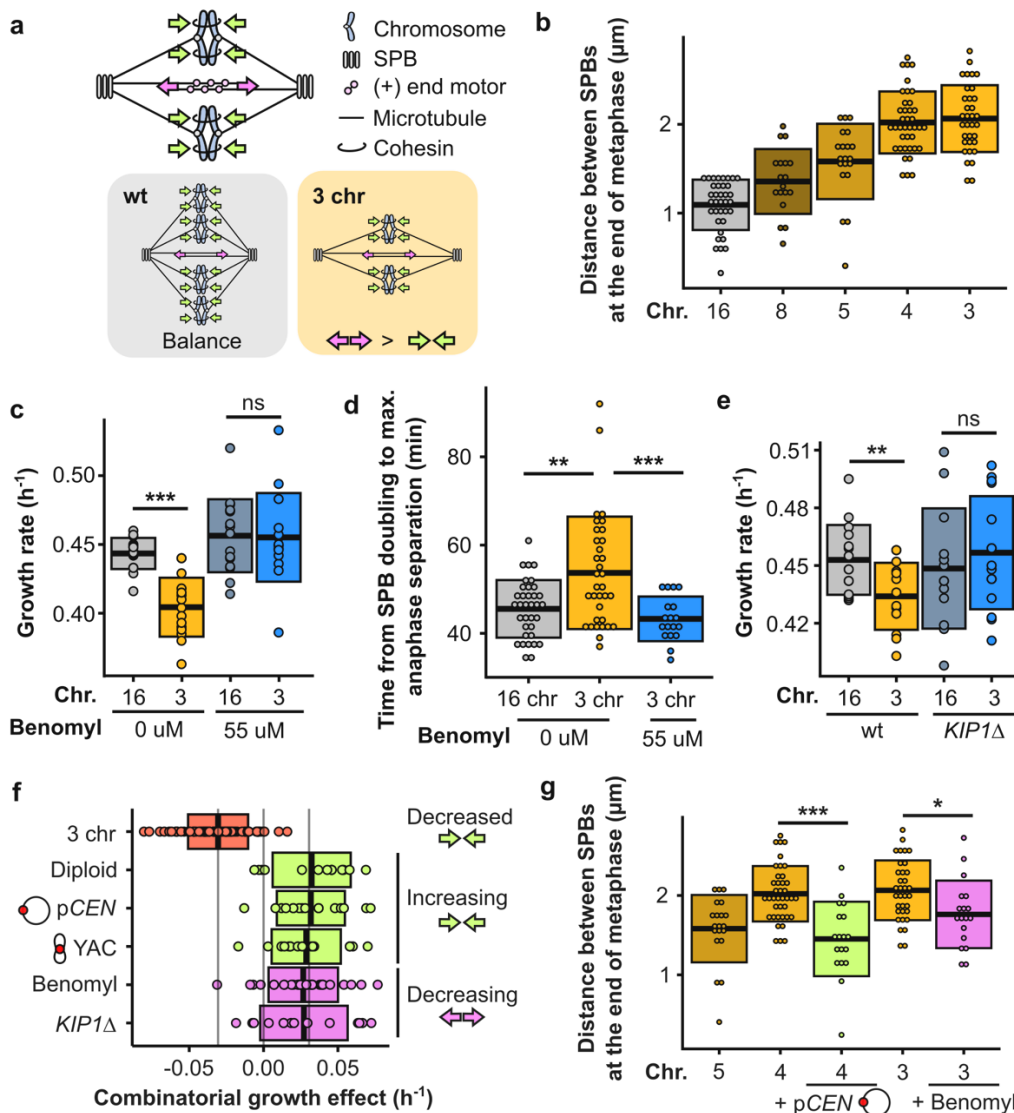 a
Chromosome
SPB
(+) end motor
Microtubule
Cohesin
wt
Balance
3 chr
>
b
Distance between SPBs
at the end of metaphase (µm)
2
1
Chr.
16 8 5 4 3
c
Growth rate (h-1)
0.50
0.45
0.40
***
ns
Chr. 16 3 16 3
Benomyl 0 uM 55 uM
d
Time from SPB doubling to max.
anaphase separation (min)
80
60
40
** ***
16 chr 3 chr 3 chr
Benomyl 0 uM 55 uM
e
Growth rate (h-1)
0.51
0.48
0.45
0.42
**
ns
Chr. 16 3 16 3
wt KIP1Δ
f
3 chr
Diploid
pCEN
YAC
Benomyl
KIP1Δ
Decreased
Increasing
Decreasing
-0.05 0.00 0.05
Combinatorial growth effect (h-1)
g
Distance between SPBs
at the end of metaphase (µm)
2
1
*** *
Chr. 5 4 4 3 3
+ pCEN + Benomyl